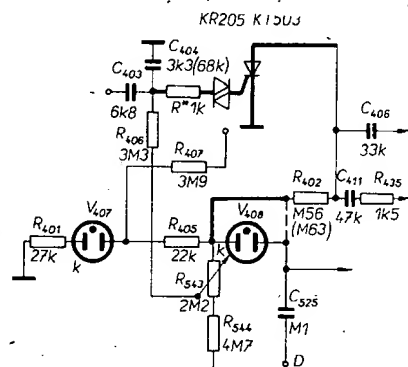 KR205 KT503
C404
3k3(68k)
C403
6k8
R* 1k
R406
3M3
R407
3M9
C406
33k
R402
M56
(M63)
C411
47k
R435
1k5
V407
V408
R401
27k
k
R405
22k
k
R543
2M2
C525
M1
R544
4M7
D